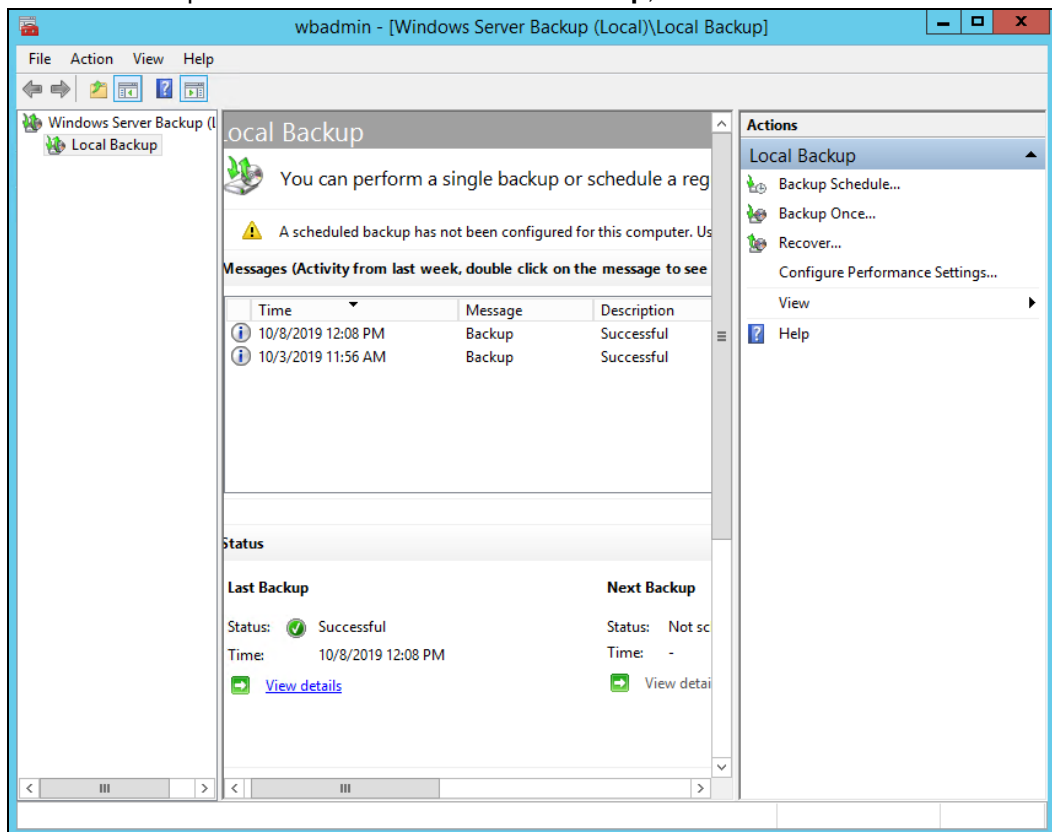 wbadmin - [Windows Server Backup (Local)\Local Backup]
File Action View Help
Windows Server Backup (L
Local Backup
Local Backup
You can perform a single backup or schedule a reg
A scheduled backup has not been configured for this computer. Us
Messages (Activity from last week, double click on the message to see
Time Message Description
10/8/2019 12:08 PM Backup Successful
10/3/2019 11:56 AM Backup Successful
Status
Last Backup Next Backup
Status: Successful Status: Not sc
Time: 10/8/2019 12:08 PM Time: -
View details View detai
Actions
Local Backup
Backup Schedule...
Backup Once...
Recover...
Configure Performance Settings...
View
Help